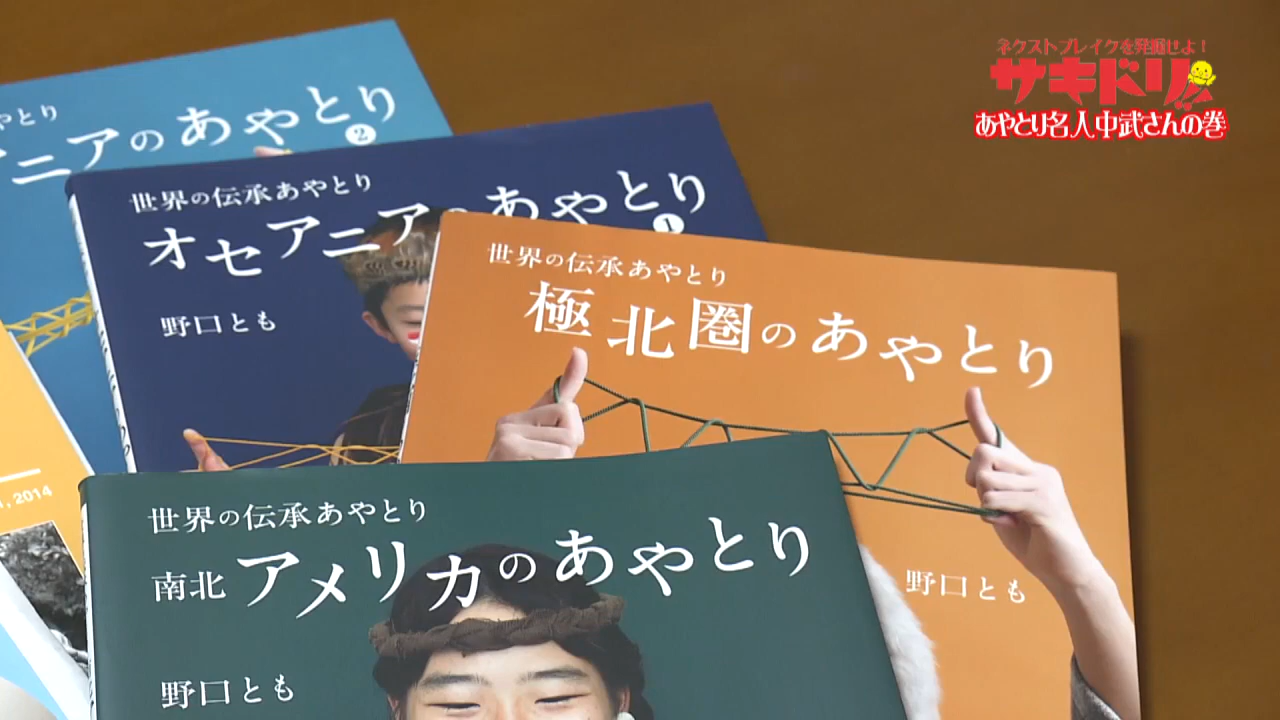 ネクストブレイクを発掘せよ！
サキドリ!!
あやとり名人中武さんの巻
やとり
アニアのあやとり
2
世界の伝承あやとり
オセアニアのあやとり
1
野口とも
世界の伝承あやとり
極北圏のあやとり
野口とも
, 2014
世界の伝承あやとり
南北アメリカのあやとり
野口とも